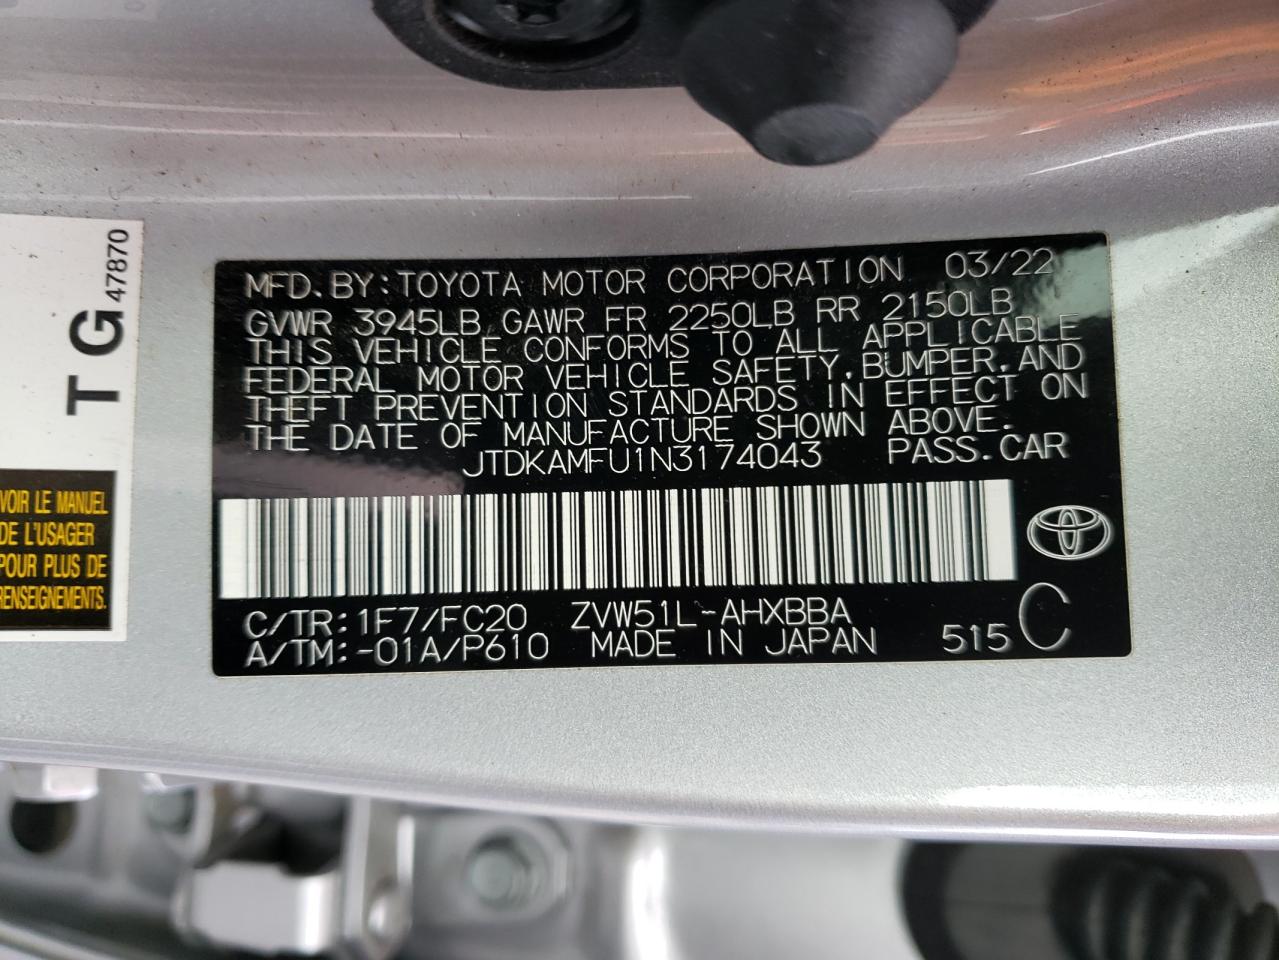 MFD.BY:TOYOTA MOTOR CORPORATION 03/22
GVWR 3945LB GAWR FR 2250LB RR 2150LB
THIS VEHICLE CONFORMS TO ALL APPLICABLE
FEDERAL MOTOR VEHICLE SAFETY, BUMPER, AND
THEFT PREVENTION STANDARDS IN EFFECT ON
THE DATE OF MANUFACTURE SHOWN ABOVE.
JTDKAMFU1N3174043 PASS.CAR
C/TR:1F7/FC20 ZVW51L-AHXBBA
A/TM:-01A/P610 MADE IN JAPAN 515 C
TG 47870
VOIR LE MANUEL
DE L'USAGER
POUR PLUS DE
RENSEIGNEMENTS.